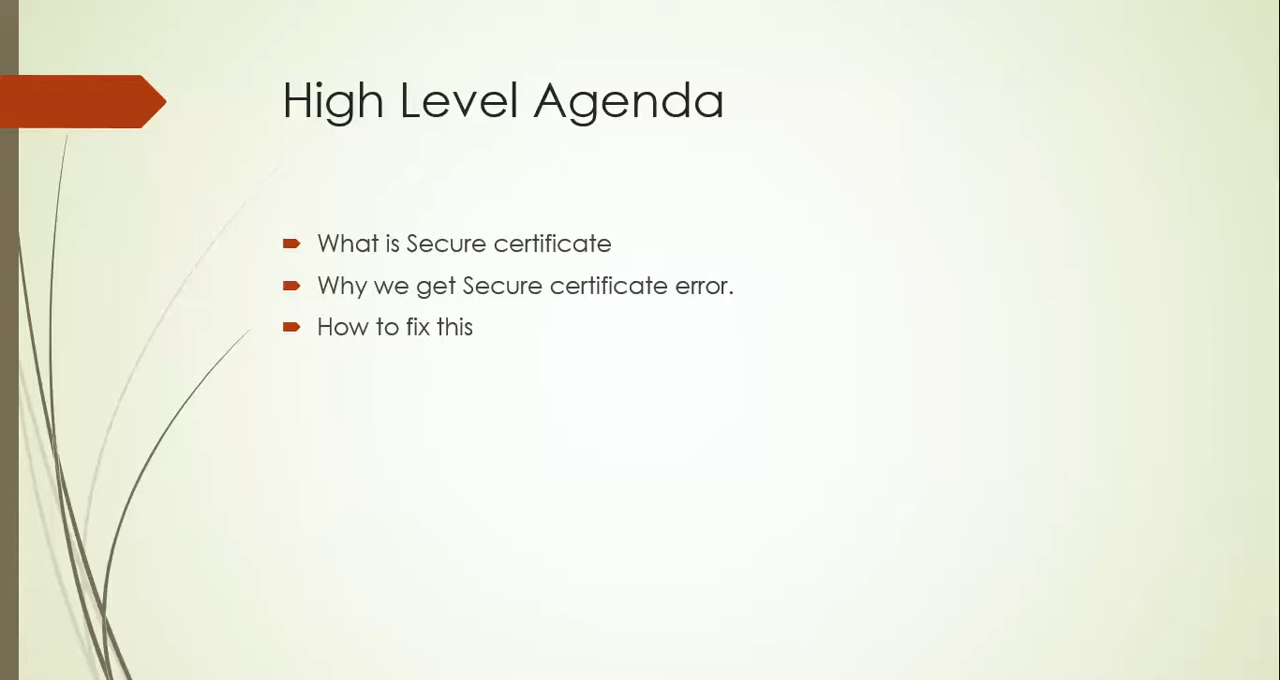 High Level Agenda
What is Secure certificate
Why we get Secure certificate error.
How to fix this